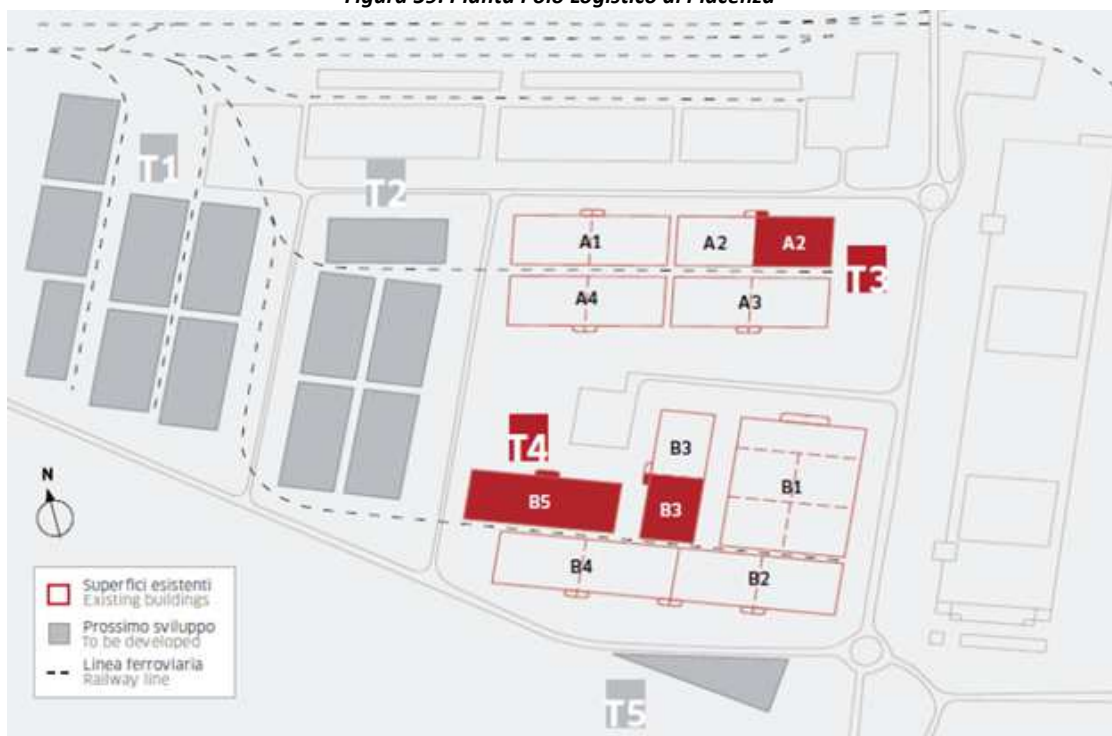 Figura 55: Pianta Polo Logistico di Piacenza
T1
T2
A1
A2
A2
T3
A4
A3
T4
B3
B1
B5
B3
B4
B2
N
Superfici esistenti
Existing buildings
Prossimo sviluppo
To be developed
Linea ferroviaria
Railway line
T5